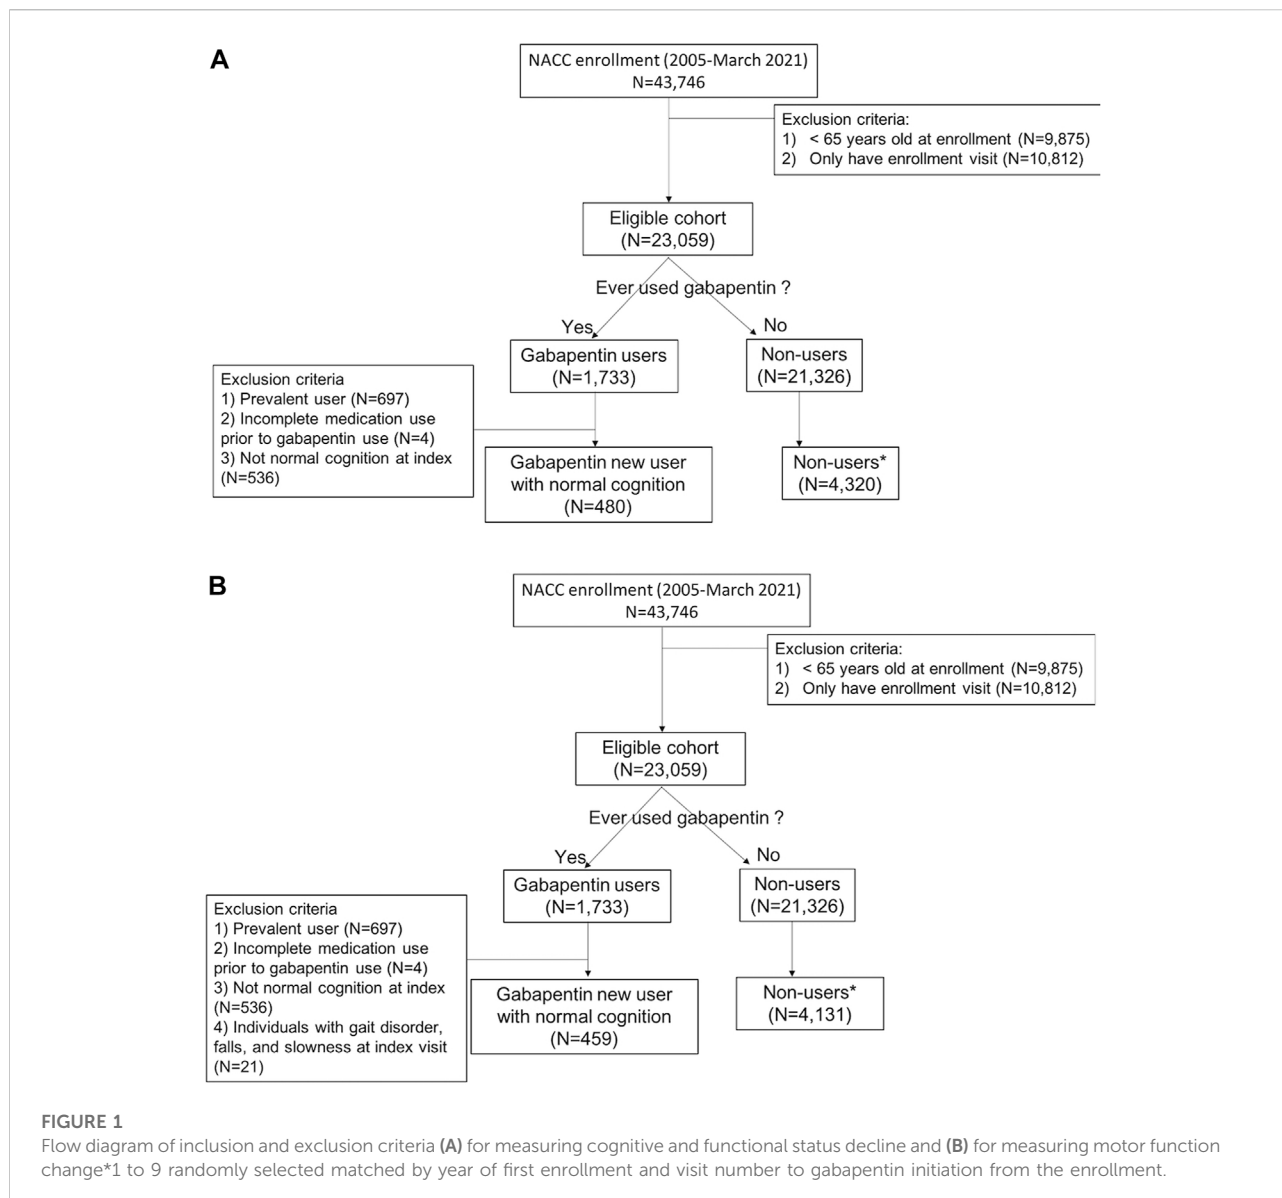 A
NACC enrollment (2005-March 2021)
N=43,746
Exclusion criteria:
1) < 65 years old at enrollment (N=9,875)
2) Only have enrollment visit (N=10,812)
Eligible cohort
(N=23,059)
Ever used gabapentin ?
Yes
No
Gabapentin users
(N=1,733)
Non-users
(N=21,326)
Exclusion criteria
1) Prevalent user (N=697)
2) Incomplete medication use
prior to gabapentin use (N=4)
3) Not normal cognition at index
(N=536)
Gabapentin new user
with normal cognition
(N=480)
Non-users*
(N=4,320)
B
NACC enrollment (2005-March 2021)
N=43,746
Exclusion criteria:
1) < 65 years old at enrollment (N=9,875)
2) Only have enrollment visit (N=10,812)
Eligible cohort
(N=23,059)
Ever used gabapentin ?
Yes
No
Gabapentin users
(N=1,733)
Non-users
(N=21,326)
Exclusion criteria
1) Prevalent user (N=697)
2) Incomplete medication use
prior to gabapentin use (N=4)
3) Not normal cognition at index
(N=536)
4) Individuals with gait disorder,
falls, and slowness at index visit
(N=21)
Gabapentin new user
with normal cognition
(N=459)
Non-users*
(N=4,131)
FIGURE 1
Flow diagram of inclusion and exclusion criteria (A) for measuring cognitive and functional status decline and (B) for measuring motor function
change*1 to 9 randomly selected matched by year of first enrollment and visit number to gabapentin initiation from the enrollment.